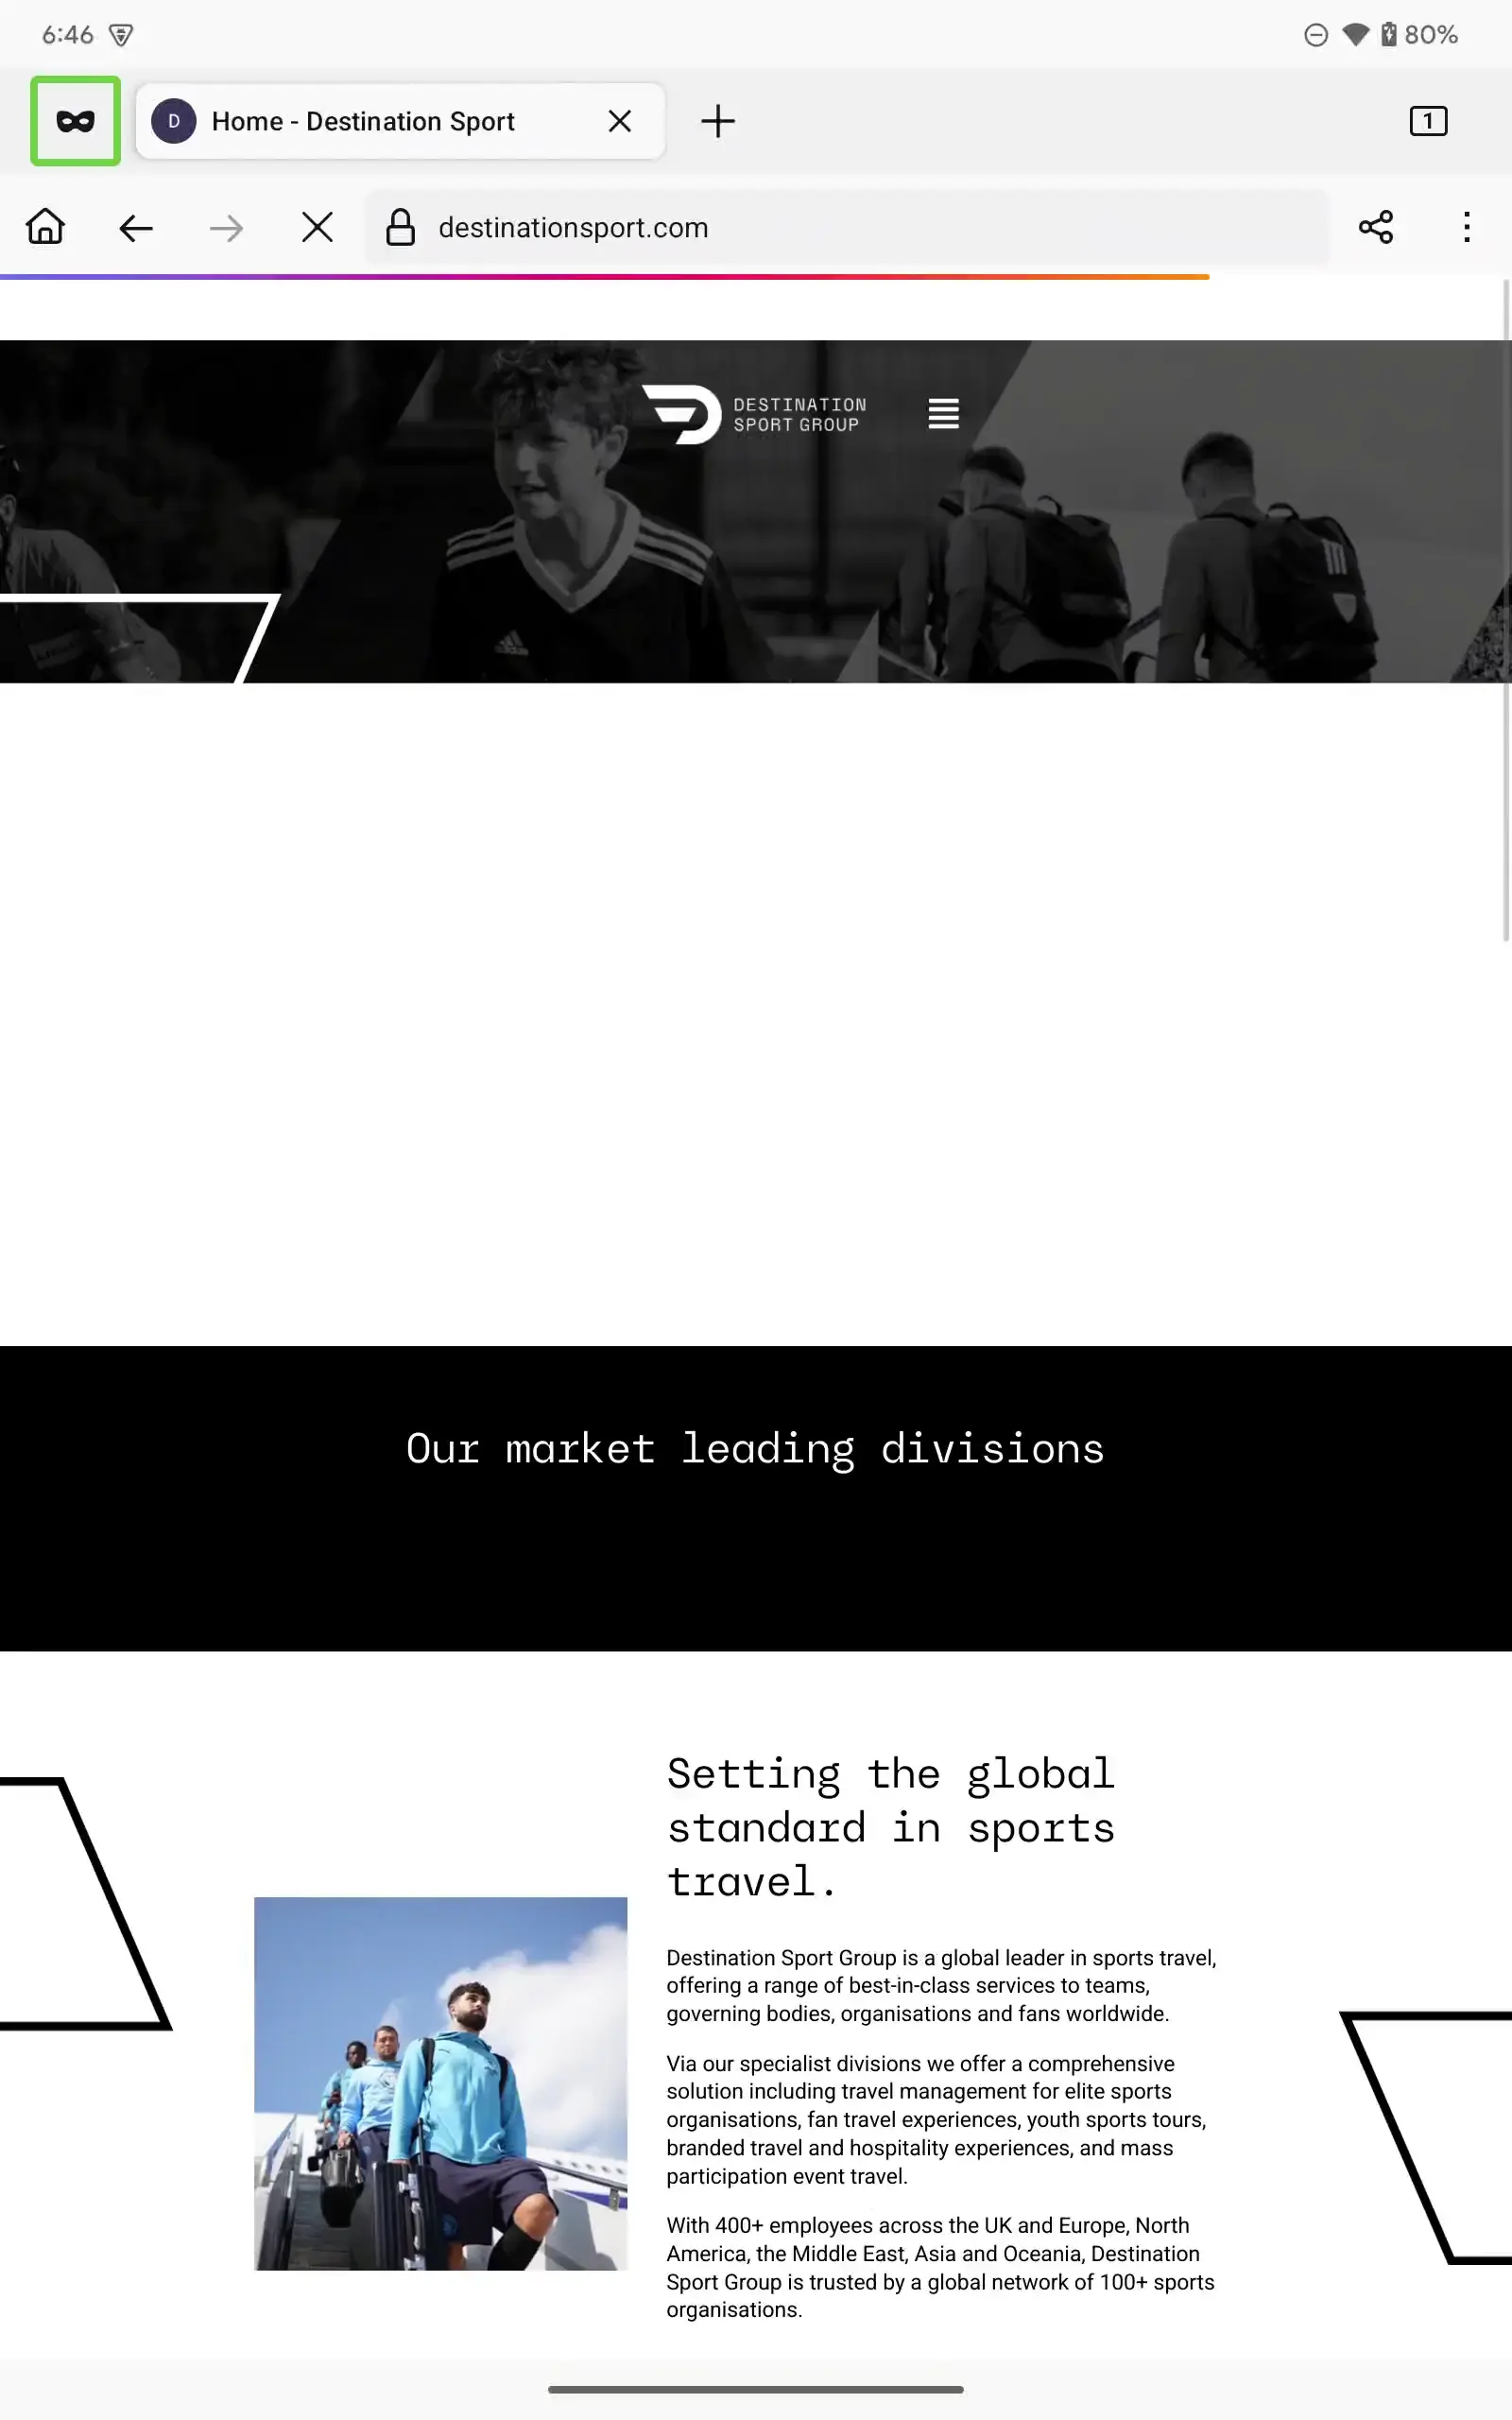 6:46
80%
D
Home - Destination Sport
1
destinationsport.com
DESTINATION
SPORT GROUP
Our market leading divisions
Setting the global
standard in sports
travel.
Destination Sport Group is a global leader in sports travel,
offering a range of best-in-class services to teams,
governing bodies, organisations and fans worldwide.
Via our specialist divisions we offer a comprehensive
solution including travel management for elite sports
organisations, fan travel experiences, youth sports tours,
branded travel and hospitality experiences, and mass
participation event travel.
With 400+ employees across the UK and Europe, North
America, the Middle East, Asia and Oceania, Destination
Sport Group is trusted by a global network of 100+ sports
organisations.